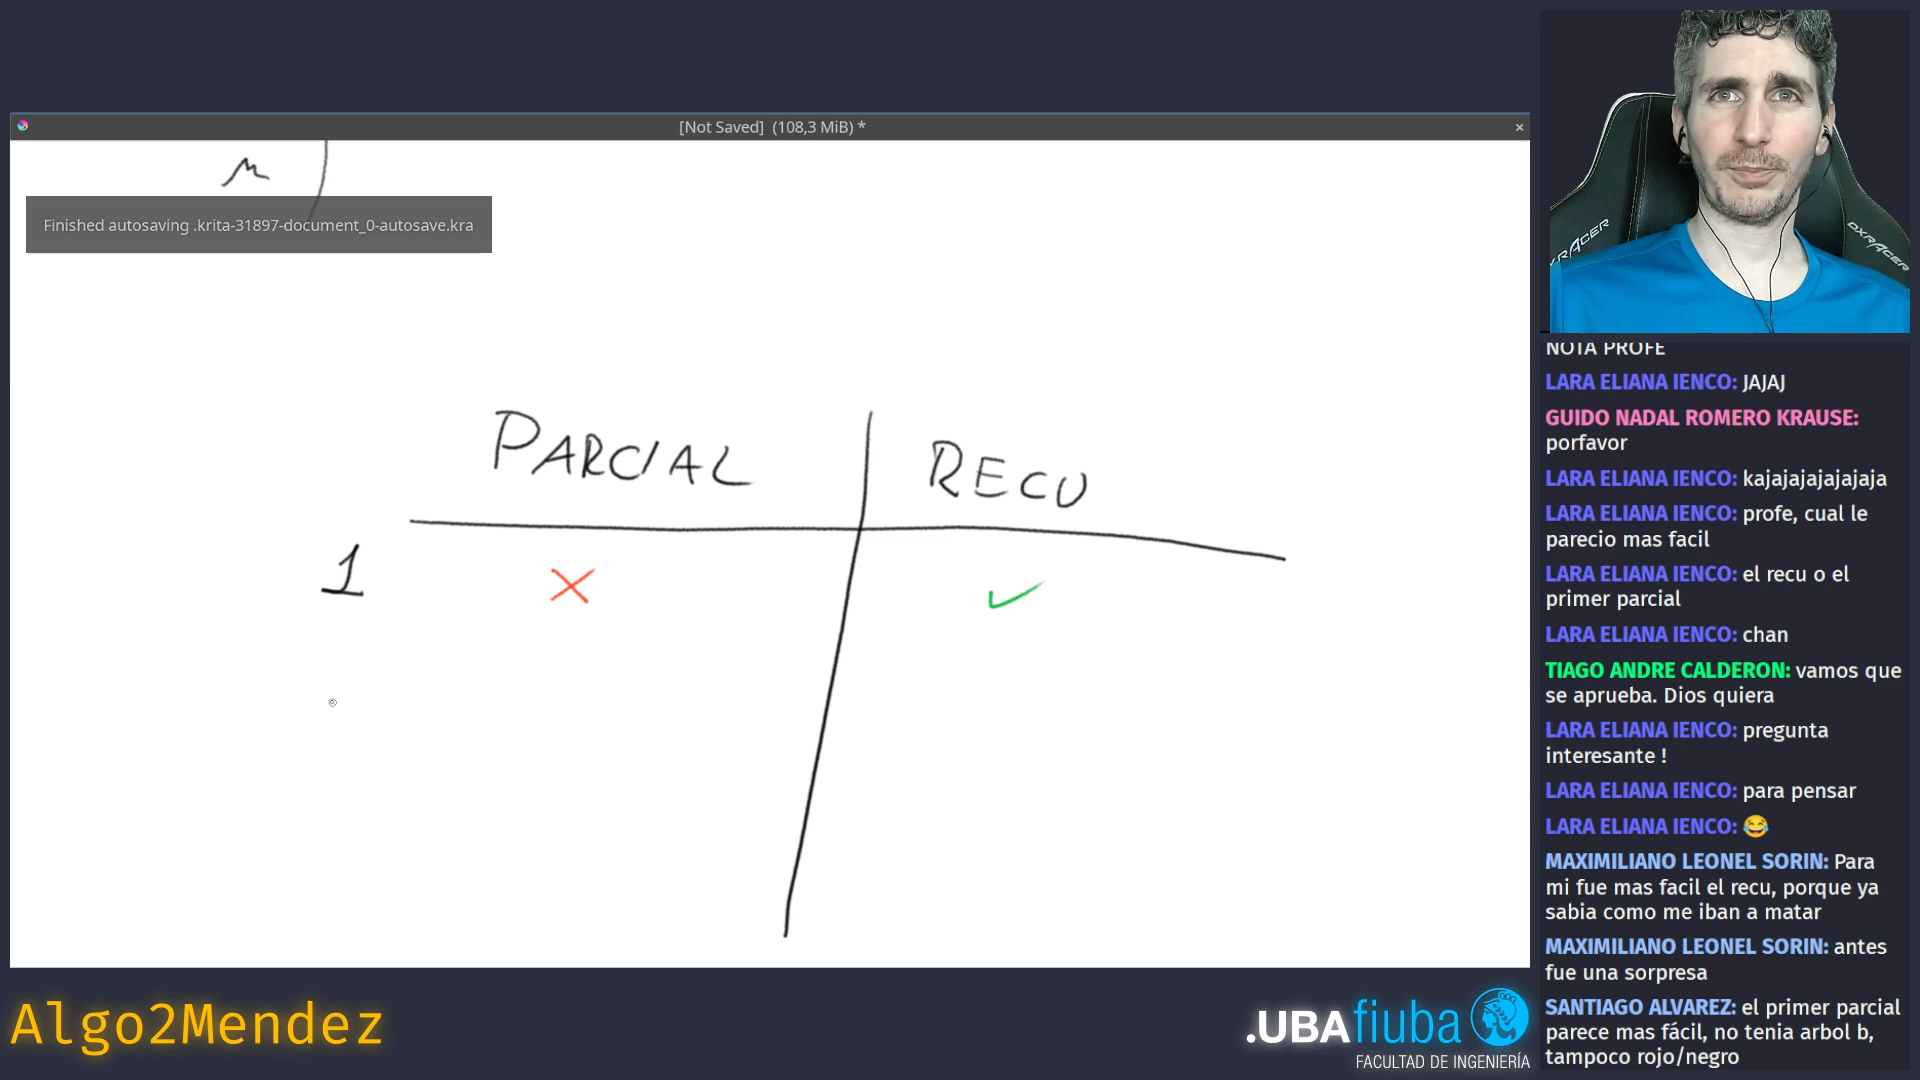 [Not Saved] (108,3 MiB) *
×
n
Finished autosaving .krita-31897-document_0-autosave.kra
PARCIAL
RECU
1
DXRACER
NOTA PROFE
LARA ELIANA IENCO: JAJAJ
GUIDO NADAL ROMERO KRAUSE:
porfavor
LARA ELIANA IENCO: kajajajajajajaja
LARA ELIANA IENCO: profe, cual le
parecio mas facil
LARA ELIANA IENCO: el recu o el
primer parcial
LARA ELIANA IENCO: chan
TIAGO ANDRE CALDERON: vamos que
se aprueba. Dios quiera
LARA ELIANA IENCO: pregunta
interesante !
LARA ELIANA IENCO: para pensar
LARA ELIANA IENCO: 😂
MAXIMILIANO LEONEL SORIN: Para
mi fue mas facil el recu, porque ya
sabia como me iban a matar
MAXIMILIANO LEONEL SORIN: antes
fue una sorpresa
SANTIAGO ALVAREZ: el primer parcial
parece mas fácil, no tenia arbol b,
tampoco rojo/negro
Algo2Mendez
.UBAfiuba
FACULTAD DE INGENIERÍA